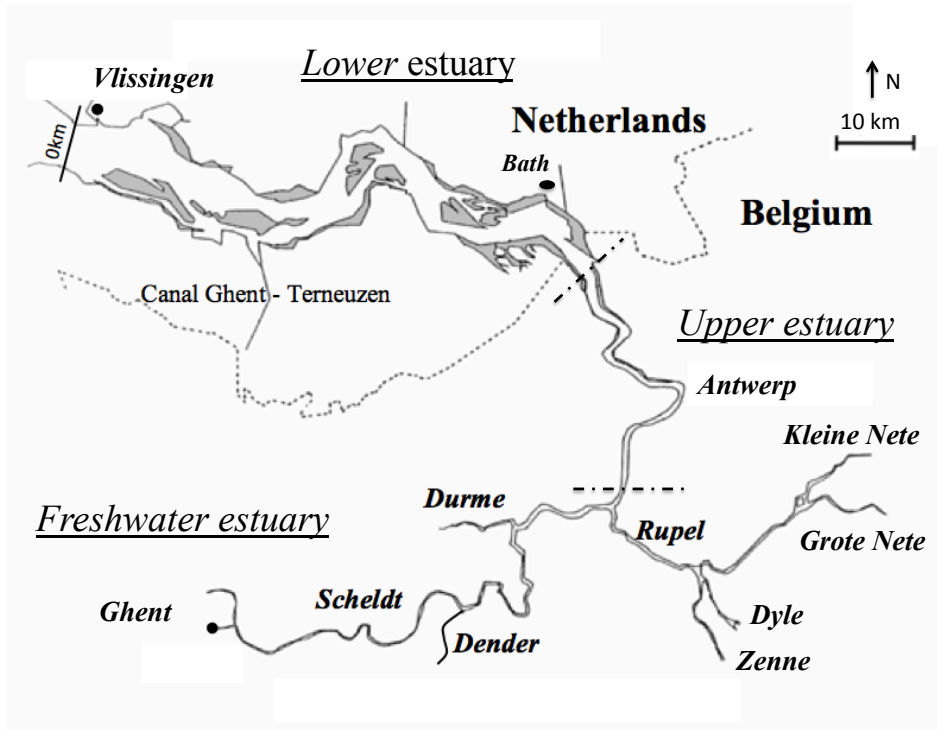 Lower estuary
Vlissingen
N
10 km
0km
Netherlands
Bath
Belgium
Canal Ghent - Terneuzen
Upper estuary
Antwerp
Kleine Nete
Durme
Freshwater estuary
Rupel
Grote Nete
Scheldt
Ghent
Dyle
Dender
Zenne